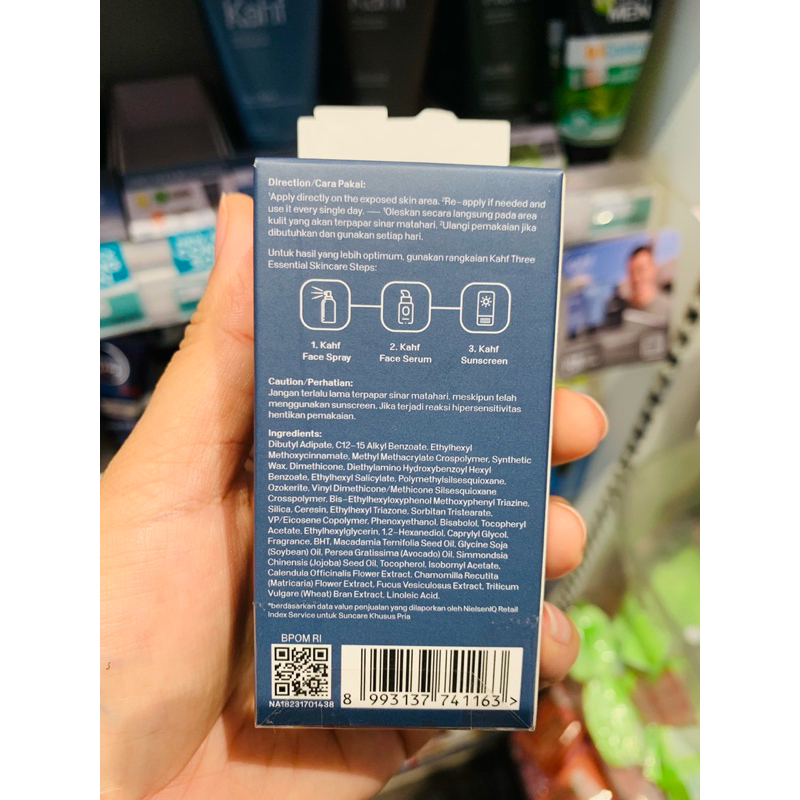 Kahf
Kahf
MEN
Direction/Cara Pakai:
¹Apply directly on the exposed skin area. ²Re-apply if needed and
use it every single day. — ¹Oleskan secara langsung pada area
kulit yang akan terpapar sinar matahari. ²Ulangi pemakaian jika
dibutuhkan dan gunakan setiap hari.
Untuk hasil yang lebih optimum, gunakan rangkaian Kahf Three
Essential Skincare Steps:
1. Kahf
Face Spray
2. Kahf
Face Serum
3. Kahf
Sunscreen
Caution/Perhatian:
Jangan terlalu lama terpapar sinar matahari, meskipun telah
menggunakan sunscreen. Jika terjadi reaksi hipersensitivitas
hentikan pemakaian.
Ingredients:
Dibutyl Adipate, C12-15 Alkyl Benzoate, Ethylhexyl
Methoxycinnamate, Methyl Methacrylate Crospolymer, Synthetic
Wax, Dimethicone, Diethylamino Hydroxybenzoyl Hexyl
Benzoate, Ethylhexyl Salicylate, Polymethylsilsesquioxane,
Ozokerite, Vinyl Dimethicone/Methicone Silsesquioxane
Crosspolymer, Bis-Ethylhexyloxyphenol Methoxyphenyl Triazine,
Silica, Ceresin, Ethylhexyl Triazone, Sorbitan Tristearate,
VP/Eicosene Copolymer, Phenoxyethanol, Bisabolol, Tocopheryl
Acetate, Ethylhexylglycerin, 1,2-Hexanediol, Caprylyl Glycol,
Fragrance, BHT, Macadamia Ternifolia Seed Oil, Glycine Soja
(Soybean) Oil, Persea Gratissima (Avocado) Oil, Simmondsia
Chinensis (Jojoba) Seed Oil, Tocopherol, Isobornyl Acetate,
Calendula Officinalis Flower Extract, Chamomilla Recutita
(Matricaria) Flower Extract, Fucus Vesiculosus Extract, Triticum
Vulgare (Wheat) Bran Extract, Linoleic Acid.
*berdasarkan data value penjualan yang dilaporkan oleh NielsenIQ Retail
Index Service untuk Suncare Khusus Pria
BPOM RI
NA18231701438
8 993137 741163 >